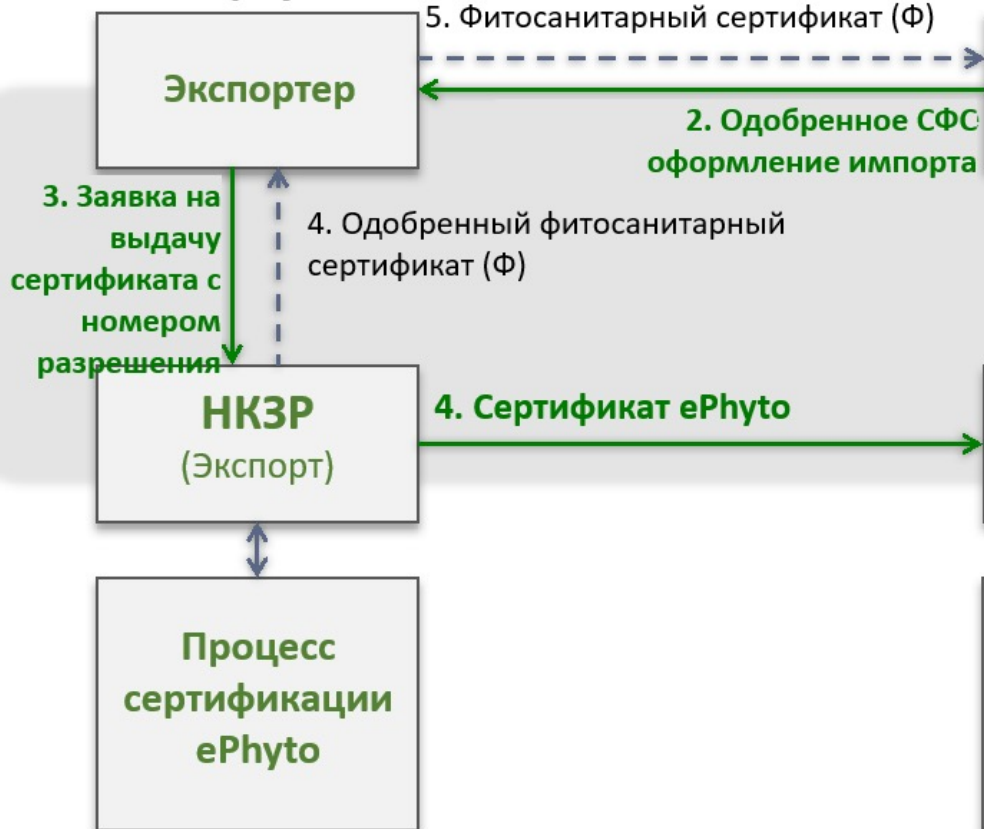 5. Фитосанитарный сертификат (Ф)
Экспортер
2. Одобренное СФС
оформление импорта
3. Заявка на
выдачу
сертификата с
номером
разрешения
4. Одобренный фитосанитарный
сертификат (Ф)
НКЗР
(Экспорт)
4. Сертификат ePhyto
Процесс
сертификации
ePhyto